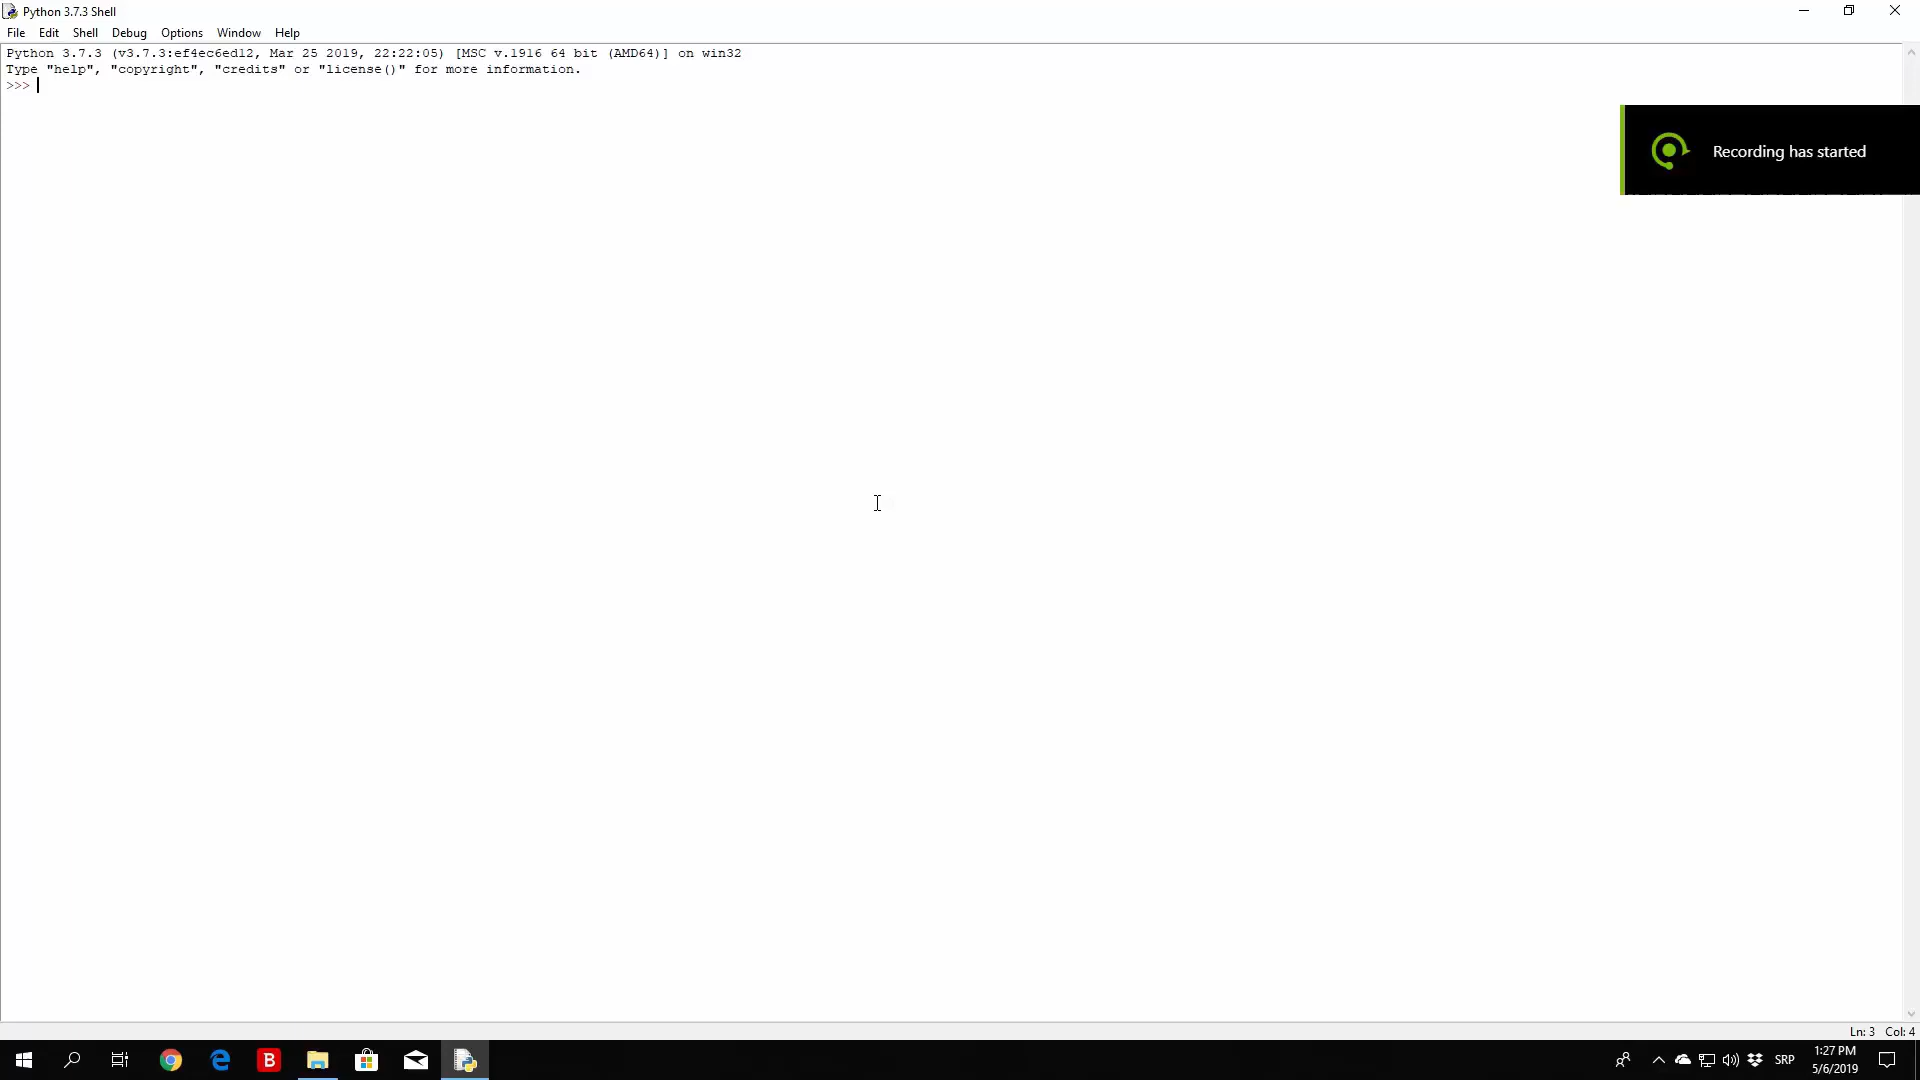 Python 3.7.3 Shell
File Edit Shell Debug Options Window Help
Python 3.7.3 (v3.7.3:ef4ec6ed12, Mar 25 2019, 22:22:05) [MSC v.1916 64 bit (AMD64)] on win32
Type "help", "copyright", "credits" or "license()" for more information.
>>>
Recording has started
Ln: 3 Col: 4
B
SRP
1:27 PM
5/6/2019